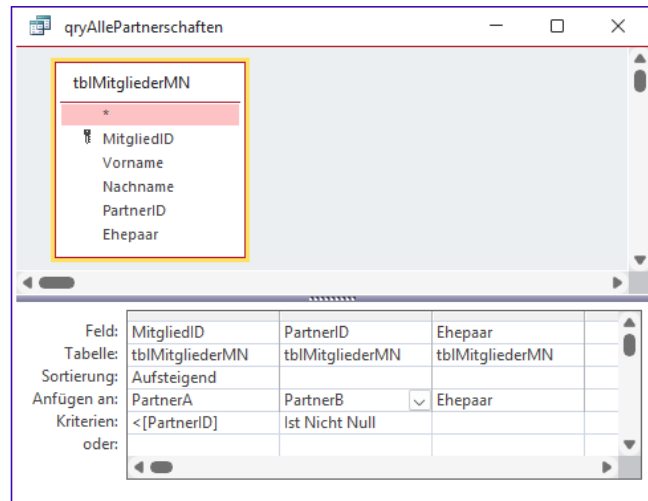 qryAllePartnerschaften
tblMitgliederMN
*
MitgliedID
Vorname
Nachname
PartnerID
Ehepaar
Feld: MitgliedID PartnerID Ehepaar
Tabelle: tblMitgliederMN tblMitgliederMN tblMitgliederMN
Sortierung: Aufsteigend
Anfügen an: PartnerA PartnerB Ehepaar
Kriterien: <[PartnerID] Ist Nicht Null
oder: